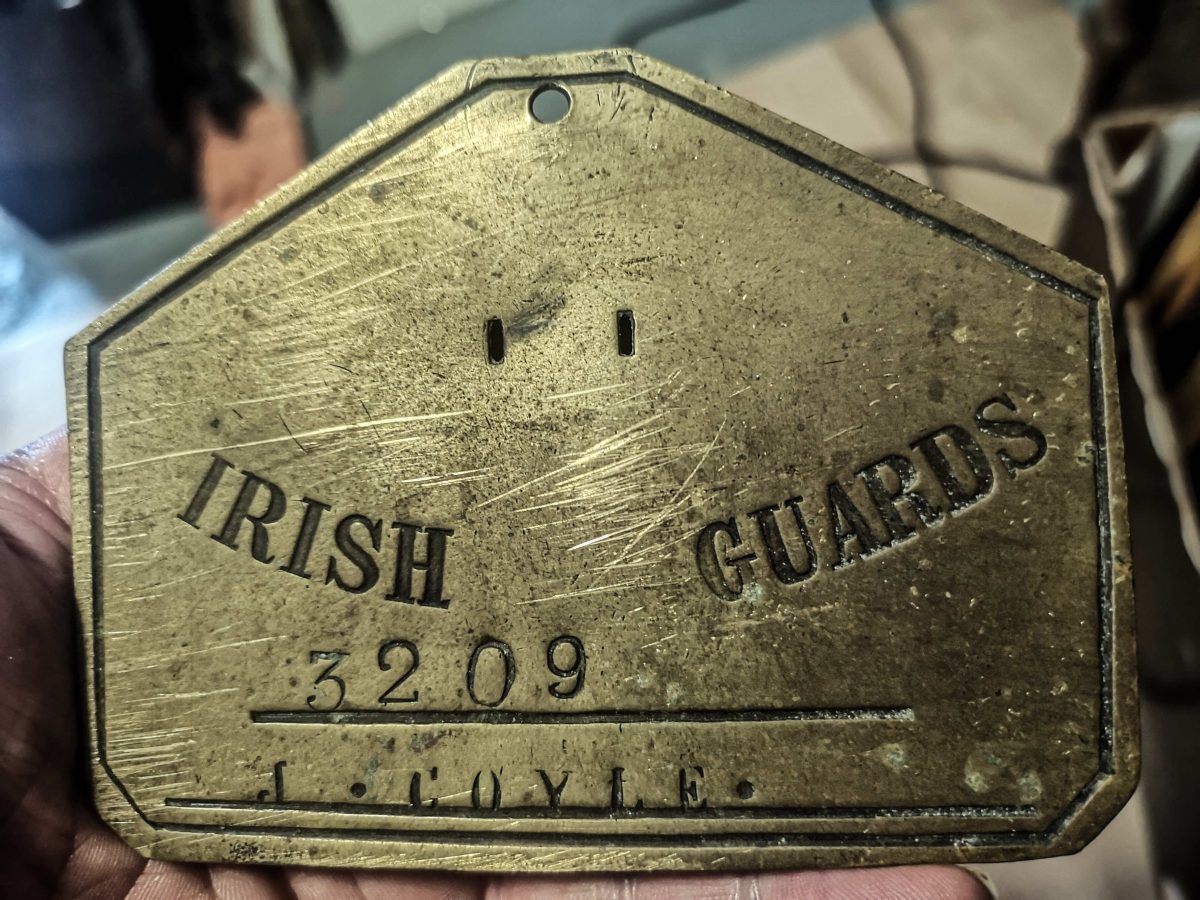 IRISH GUARDS
3209
J. COYLE.